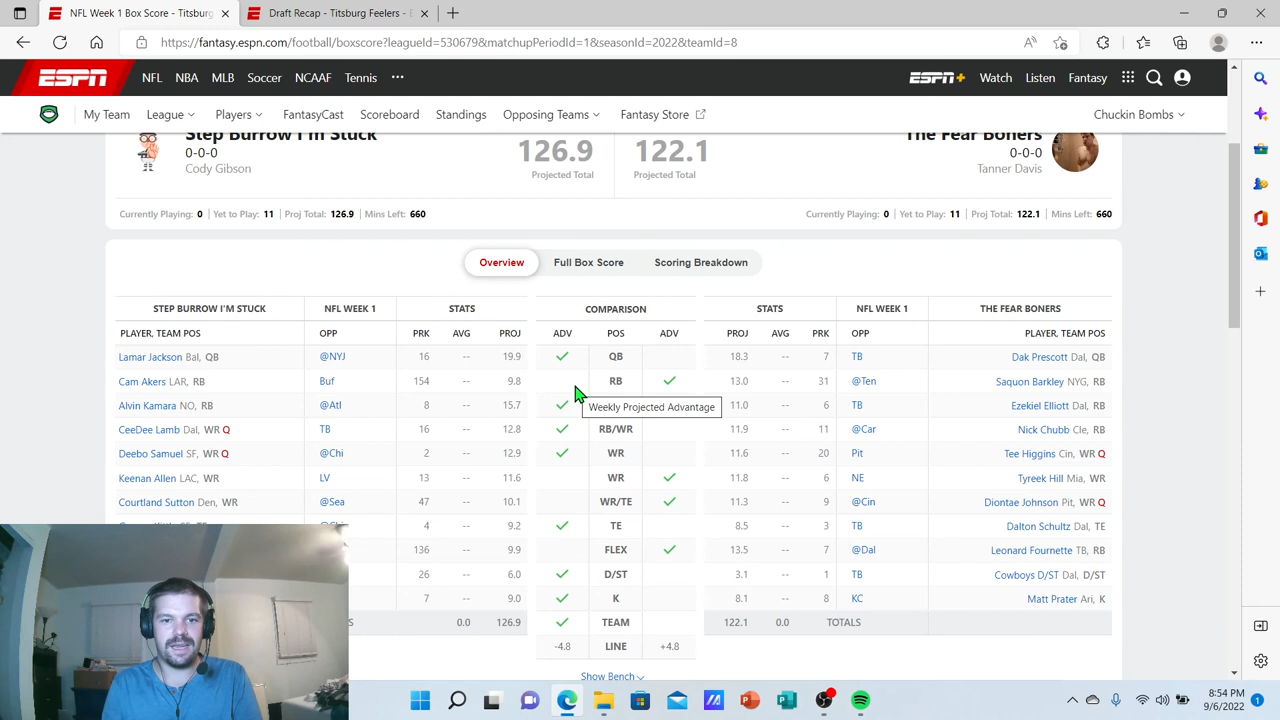 NFL Week 1 Box Score - Titsburg
Draft Recap - Titsburg Feelers - E
https://fantasy.espn.com/football/boxscore?leagueId=530679&matchupPeriodId=1&seasonId=2022&teamId=8
ESPN NFL NBA MLB Soccer NCAAF Tennis ESPN+ Watch Listen Fantasy
My Team League Players FantasyCast Scoreboard Standings Opposing Teams Fantasy Store Chuckin Bombs
Step Burrow I'm Stuck 126.9 122.1 The Fear Boners
0-0-0 0-0-0
Cody Gibson Projected Total Projected Total Tanner Davis
Currently Playing: 0 Yet to Play: 11 Proj Total: 126.9 Mins Left: 660 Currently Playing: 0 Yet to Play: 11 Proj Total: 122.1 Mins Left: 660
Overview Full Box Score Scoring Breakdown
STEP BURROW I'M STUCK NFL WEEK 1 STATS COMPARISON STATS NFL WEEK 1 THE FEAR BONERS
PLAYER, TEAM POS OPP PRK AVG PROJ ADV POS ADV PROJ AVG PRK OPP PLAYER, TEAM POS
Lamar Jackson Bal, QB @NYJ 16 -- 19.9 QB 18.3 -- 7 TB Dak Prescott Dal, QB
Cam Akers LAR, RB Buf 154 -- 9.8 RB 13.0 -- 31 @Ten Saquon Barkley NYG, RB
Alvin Kamara NO, RB @Atl 8 -- 15.7 Weekly Projected Advantage 11.0 -- 6 TB Ezekiel Elliott Dal, RB
CeeDee Lamb Dal, WR Q TB 16 -- 12.8 RB/WR 11.9 -- 11 @Car Nick Chubb Cle, RB
Deebo Samuel SF, WR Q @Chi 2 -- 12.9 WR 11.6 -- 20 Pit Tee Higgins Cin, WR Q
Keenan Allen LAC, WR LV 13 -- 11.6 WR 11.8 -- 6 NE Tyreek Hill Mia, WR
Courtland Sutton Den, WR @Sea 47 -- 10.1 WR/TE 11.3 -- 9 @Cin Diontae Johnson Pit, WR Q
4 -- 9.2 TE 8.5 -- 3 TB Dalton Schultz Dal, TE
136 -- 9.9 FLEX 13.5 -- 7 @Dal Leonard Fournette TB, RB
26 -- 6.0 D/ST 3.1 -- 1 TB Cowboys D/ST Dal, D/ST
7 -- 9.0 K 8.1 -- 8 KC Matt Prater Ari, K
S 0.0 126.9 TEAM 122.1 0.0 TOTALS
-4.8 LINE +4.8
Show Bench
8:54 PM
9/6/2022